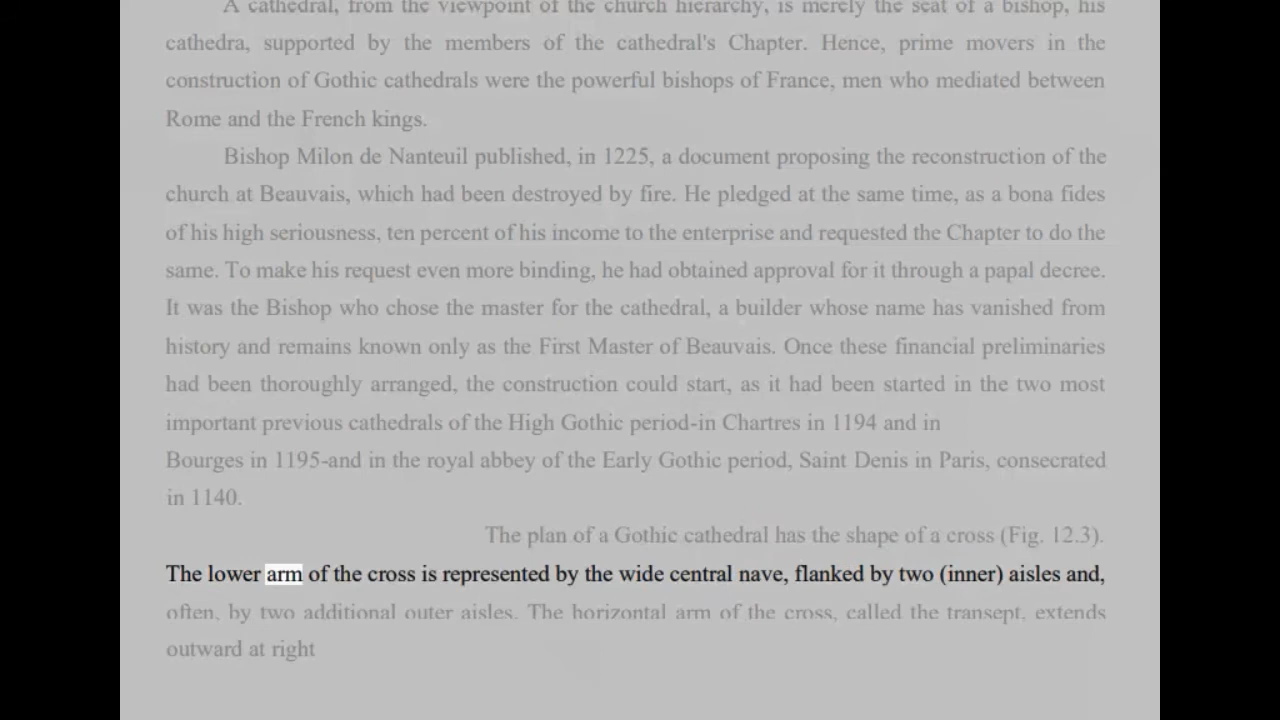 A cathedral, from the viewpoint of the church hierarchy, is merely the seat of a bishop, his
cathedra, supported by the members of the cathedral's Chapter. Hence, prime movers in the
construction of Gothic cathedrals were the powerful bishops of France, men who mediated between
Rome and the French kings.
Bishop Milon de Nanteuil published, in 1225, a document proposing the reconstruction of the
church at Beauvais, which had been destroyed by fire. He pledged at the same time, as a bona fides
of his high seriousness, ten percent of his income to the enterprise and requested the Chapter to do the
same. To make his request even more binding, he had obtained approval for it through a papal decree.
It was the Bishop who chose the master for the cathedral, a builder whose name has vanished from
history and remains known only as the First Master of Beauvais. Once these financial preliminaries
had been thoroughly arranged, the construction could start, as it had been started in the two most
important previous cathedrals of the High Gothic period-in Chartres in 1194 and in
Bourges in 1195-and in the royal abbey of the Early Gothic period, Saint Denis in Paris, consecrated
in 1140.
The plan of a Gothic cathedral has the shape of a cross (Fig. 12.3).
The lower arm of the cross is represented by the wide central nave, flanked by two (inner) aisles and,
often, by two additional outer aisles. The horizontal arm of the cross, called the transept, extends
outward at right